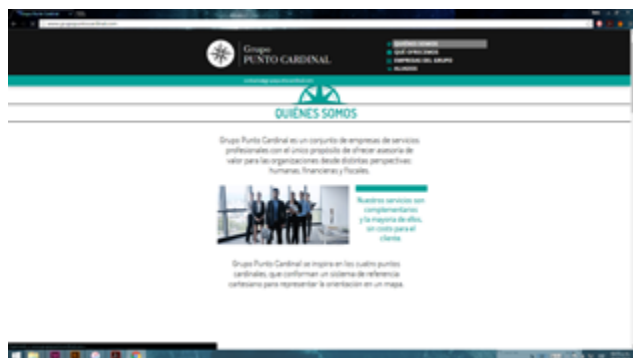 www.grupopuntocardinal.com
Grupo
PUNTO CARDINAL
QUIÉNES SOMOS
QUÉ OFRECEMOS
EMPRESAS DEL GRUPO
ALIADOS
QUIÉNES SOMOS
Grupo Punto Cardinal es un conjunto de empresas de servicios
profesionales con el único propósito de ofrecer asesoría de
valor para las organizaciones desde distintas perspectivas:
humanas, financieras y fiscales.
Nuestros servicios son
complementarios
y la mayoría de ellos,
sin costo para el
cliente.
Grupo Punto Cardinal se inspira en los cuatro puntos
cardinales, que conforman un sistema de referencia
cartesiano para representar la orientación en un mapa.